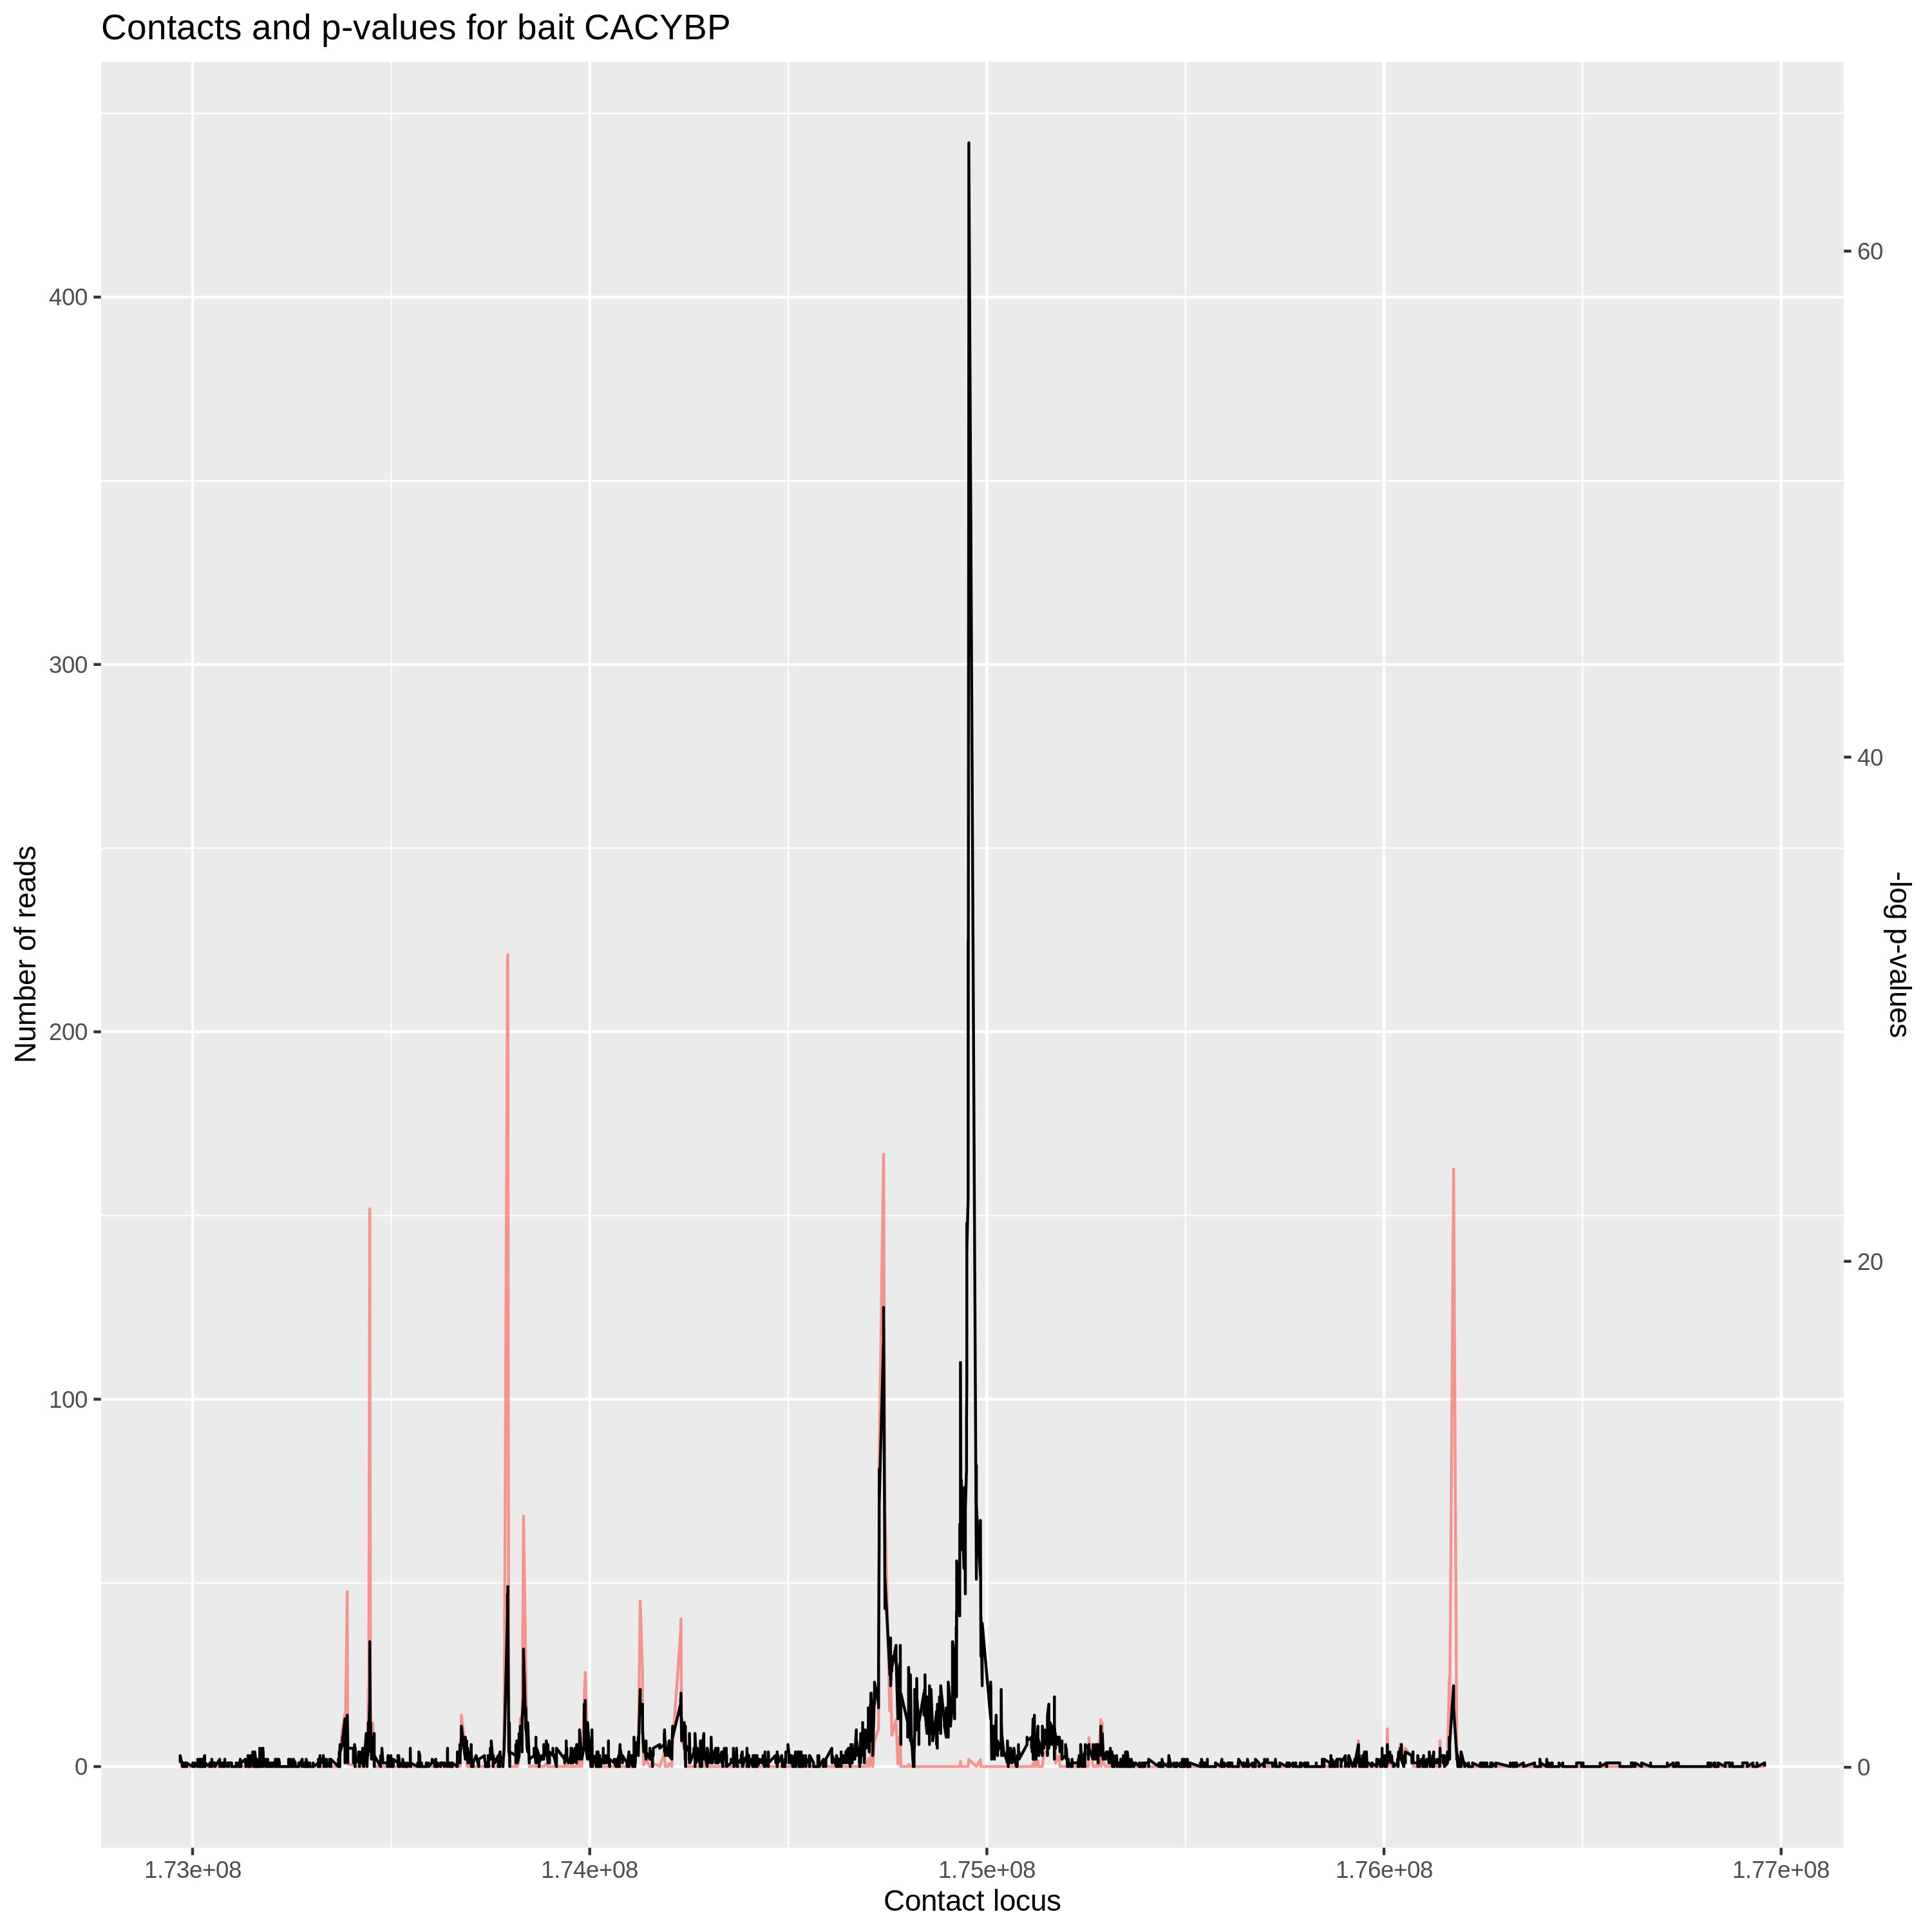 Contacts and p-values for bait CACYBP
Number of reads
400
300
200
100
0
60
40
20
0
-log p-values
1.73e+08
1.74e+08
1.75e+08
1.76e+08
1.77e+08
Contact locus